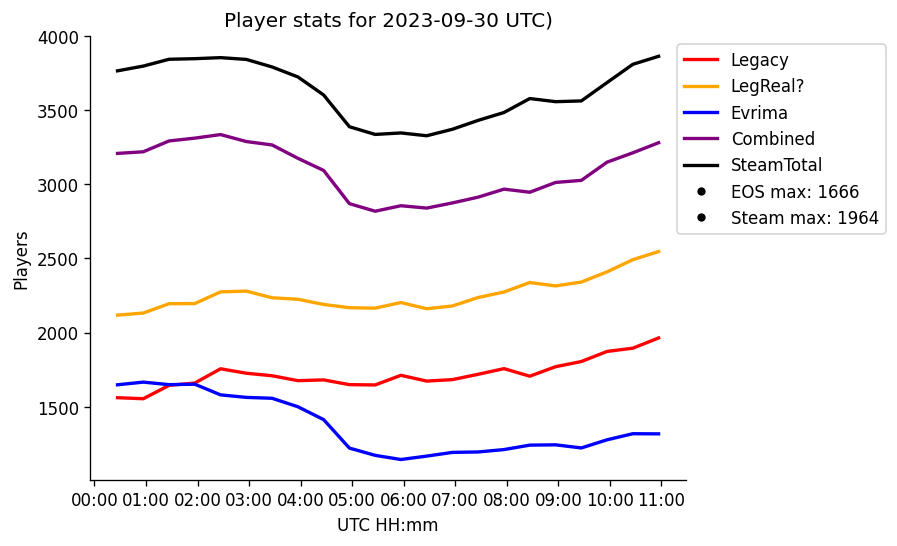 Player stats for 2023-09-30 UTC)
4000
3500
3000
2500
2000
1500
Players
00:00 01:00 02:00 03:00 04:00 05:00 06:00 07:00 08:00 09:00 10:00 11:00
UTC HH:mm
Legacy
LegReal?
Evrima
Combined
SteamTotal
EOS max: 1666
Steam max: 1964